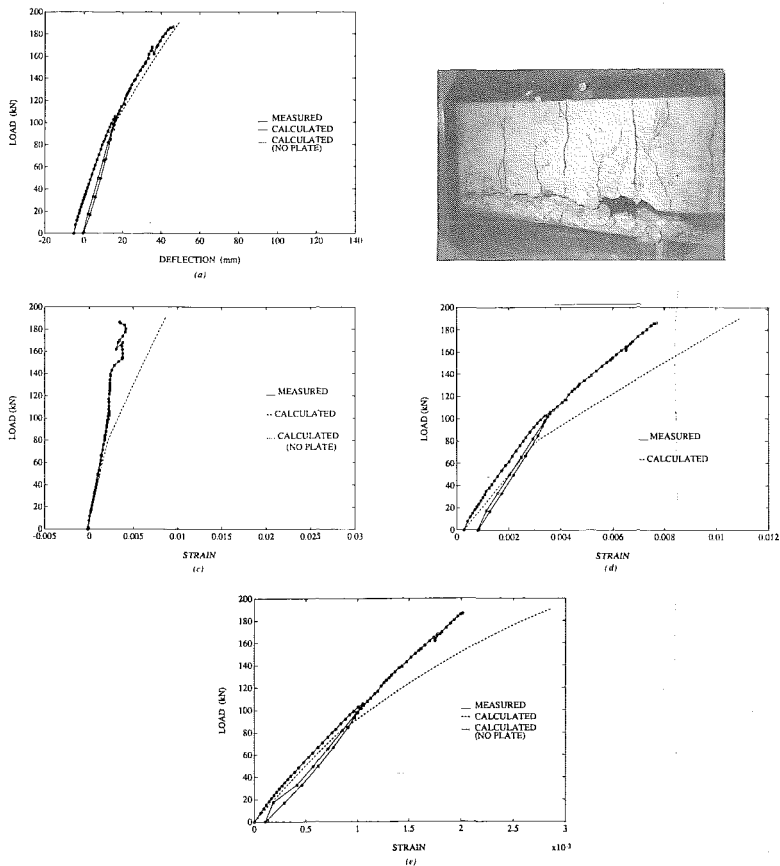 200
180
160
140
120
100
80
60
40
20
0
LOAD (kN)
MEASURED
CALCULATED
CALCULATED
(NO PLATE)
-20 0 20 40 60 80 100 120 140
DEFLECTION (mm)
(a)
200
180
160
140
120
100
80
60
40
20
0
LOAD (kN)
MEASURED
CALCULATED
CALCULATED
(NO PLATE)
-0.005 0 0.005 0.01 0.015 0.02 0.025 0.03
STRAIN
(c)
200
180
160
140
120
100
80
60
40
20
0
LOAD (kN)
MEASURED
CALCULATED
0 0.002 0.004 0.006 0.008 0.01 0.012
STRAIN
(d)
200
180
160
140
120
100
80
60
40
20
0
LOAD (kN)
MEASURED
CALCULATED
CALCULATED
(NO PLATE)
0 0.5 1 1.5 2 2.5 3
x10-3
STRAIN
(e)